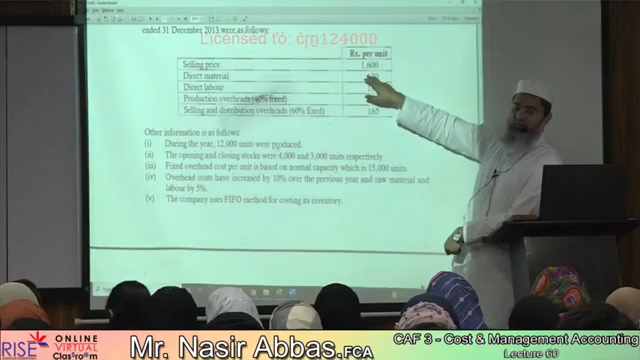 ended 31 December 2013 were as follows:
Licensed to: crn124000
Rs. per unit
Selling price 1,600
Direct material
Direct labour
Production overheads (40% fixed)
Selling and distribution overheads (60% fixed) 165
Other information is as follows:
(i) During the year, 12,000 units were produced.
(ii) The opening and closing stocks were 4,000 and 3,000 units respectively.
(iii) Fixed overhead cost per unit is based on normal capacity which is 15,000 units.
(iv) Overhead costs have increased by 10% over the previous year and raw material and
labour by 5%.
(v) The company uses FIFO method for costing its inventory.
RISE
ONLINE
VIRTUAL
Classroom
Mr. Nasir Abbas.FCA
CAF 3 - Cost & Management Accounting
Lecture 60